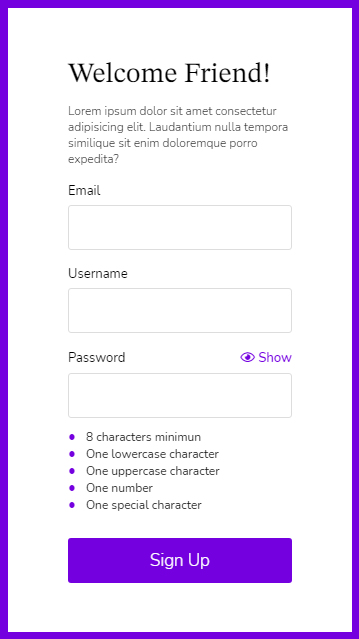 Welcome Friend!
Lorem ipsum dolor sit amet consectetur
adipisicing elit. Laudantium nulla tempora
similique sit enim doloremque porro
expedita?
Email
Username
Password
Show
8 characters minimun
One lowercase character
One uppercase character
One number
One special character
Sign Up